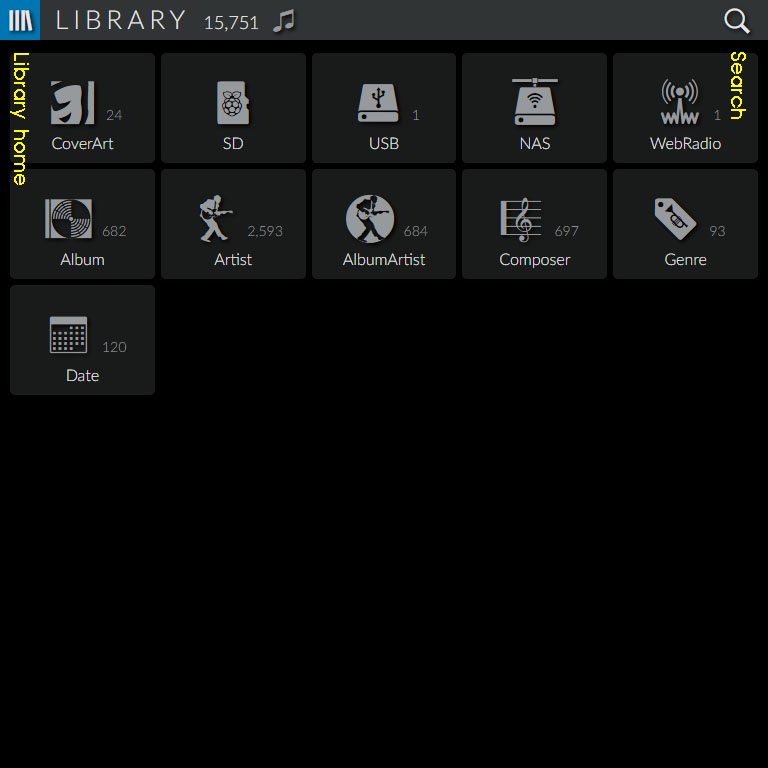 LIBRARY 15,751
Library home
Search
24
CoverArt
SD
1
USB
NAS
1
WebRadio
682
Album
2,593
Artist
684
AlbumArtist
697
Composer
93
Genre
120
Date